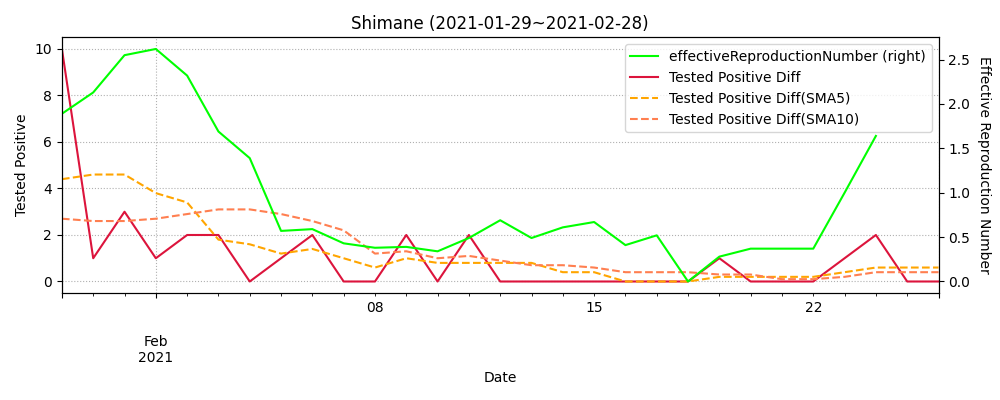 Shimane (2021-01-29~2021-02-28)
effectiveReproductionNumber (right)
Tested Positive Diff
Tested Positive Diff(SMA5)
Tested Positive Diff(SMA10)
Tested Positive
10
8
6
4
2
0
Effective Reproduction Number
2.5
2.0
1.5
1.0
0.5
0.0
08
15
22
Feb
2021
Date